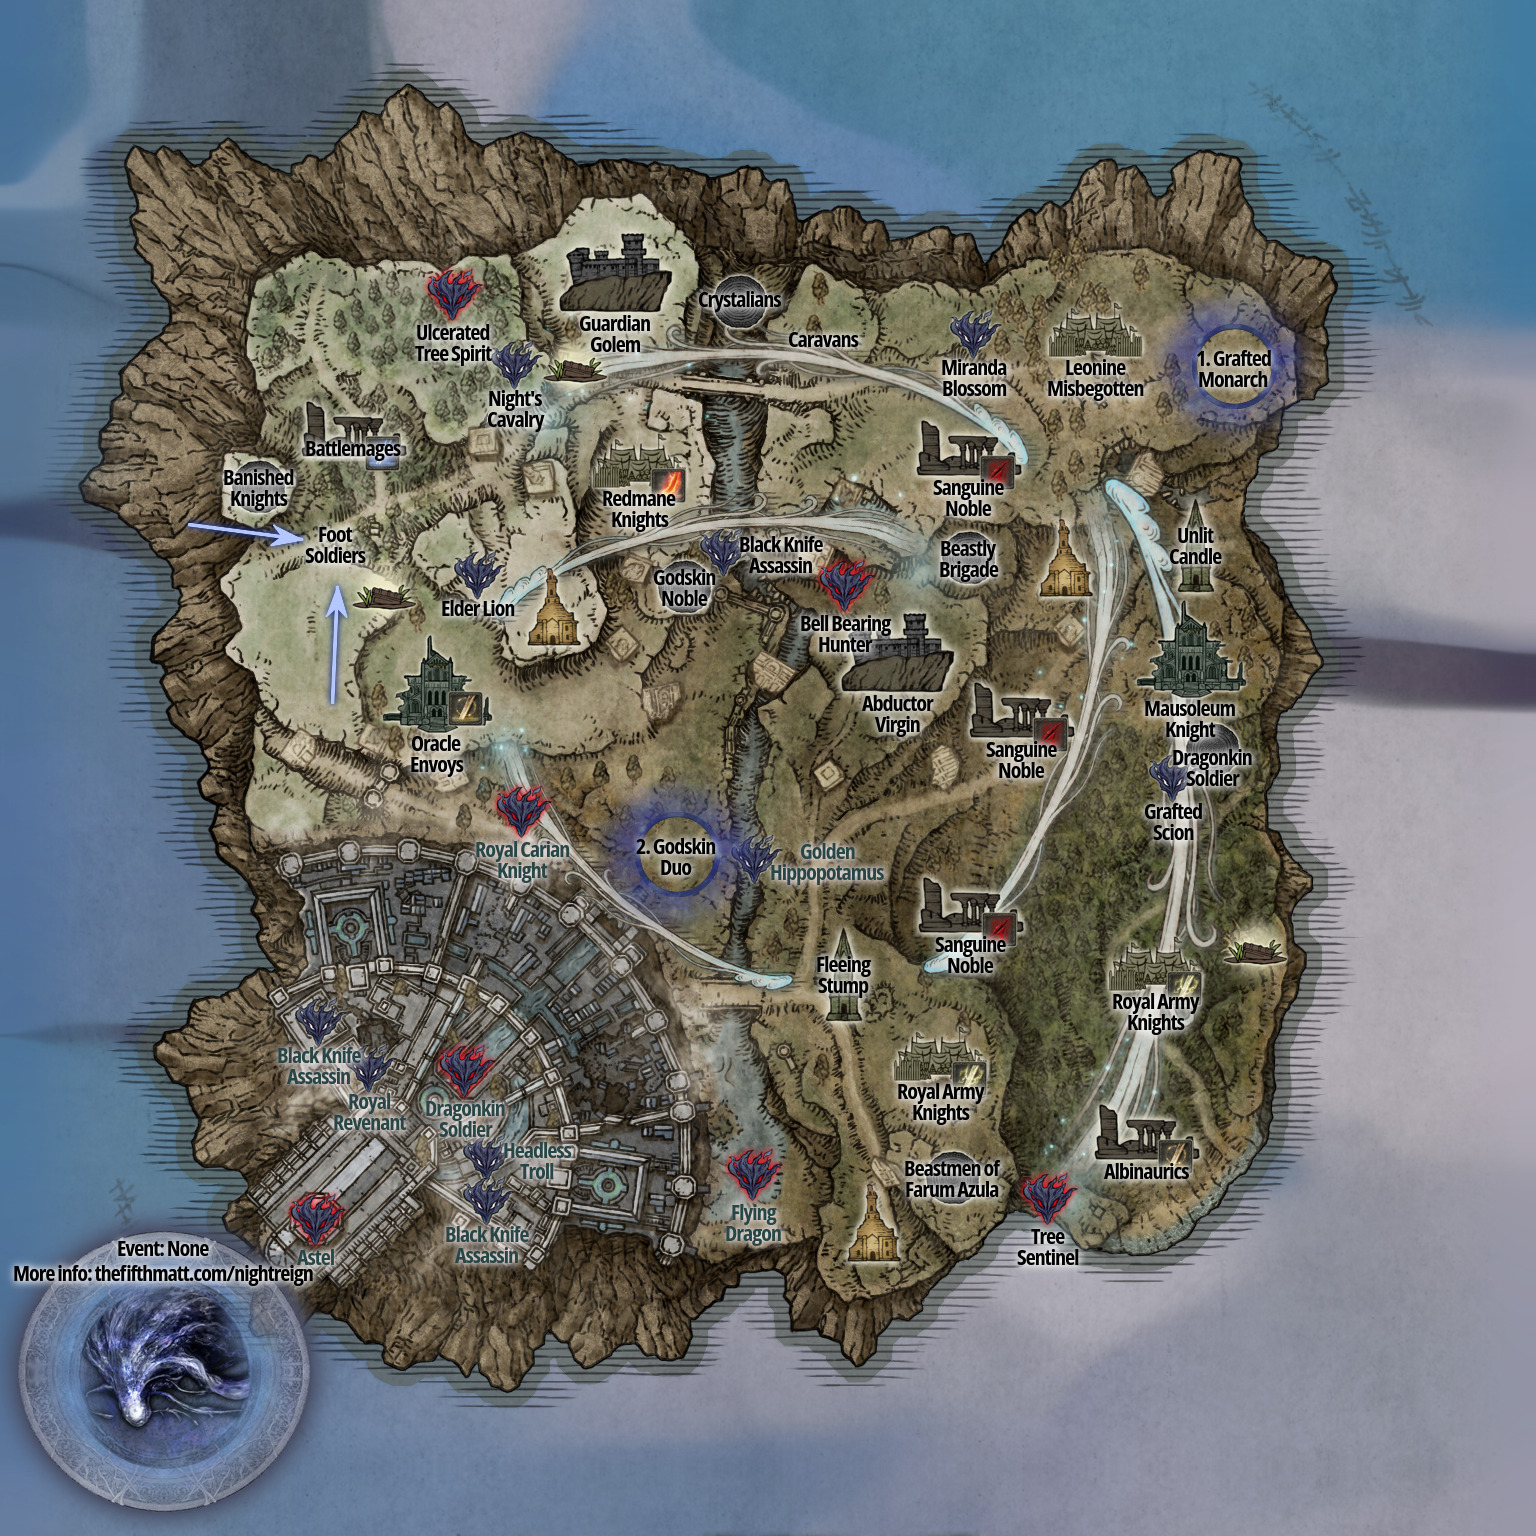 Crystalians
Ulcerated
Tree Spirit
Guardian
Golem
Caravans
Miranda
Blossom
Leonine
Misbegotten
1. Grafted
Monarch
Night's
Cavalry
Battlemages
Banished
Knights
Redmane
Knights
Sanguine
Noble
Foot
Soldiers
Black Knife
Assassin
Beastly
Brigade
Unlit
Candle
Elder Lion
Godskin
Noble
Bell Bearing
Hunter
Abductor
Virgin
Mausoleum
Knight
Oracle
Envoys
Sanguine
Noble
Dragonkin
Soldier
Grafted
Scion
Royal Carian
Knight
2. Godskin
Duo
Golden
Hippopotamus
Sanguine
Noble
Fleeing
Stump
Royal Army
Knights
Black Knife
Assassin
Royal
Revenant
Dragonkin
Soldier
Royal Army
Knights
Headless
Troll
Beastmen of
Farum Azula
Albinaurics
Flying
Dragon
Black Knife
Assassin
Astel
Tree
Sentinel
Event: None
More info: thefifthmatt.com/nightreign